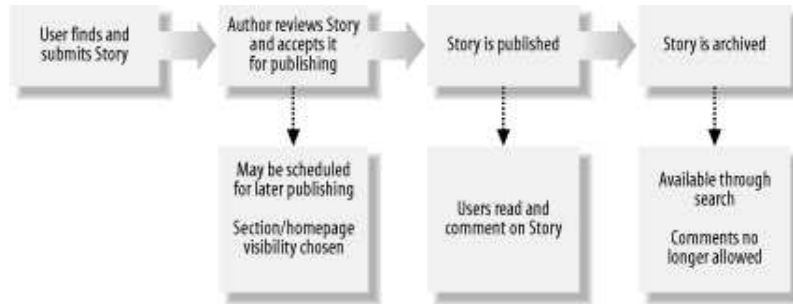 User finds and
submits Story
Author reviews Story
and accepts it
for publishing
Story is published
Story is archived
May be scheduled
for later publishing
Section/homepage
visibility chosen
Users read and
comment on Story
Available through
search
Comments no
longer allowed